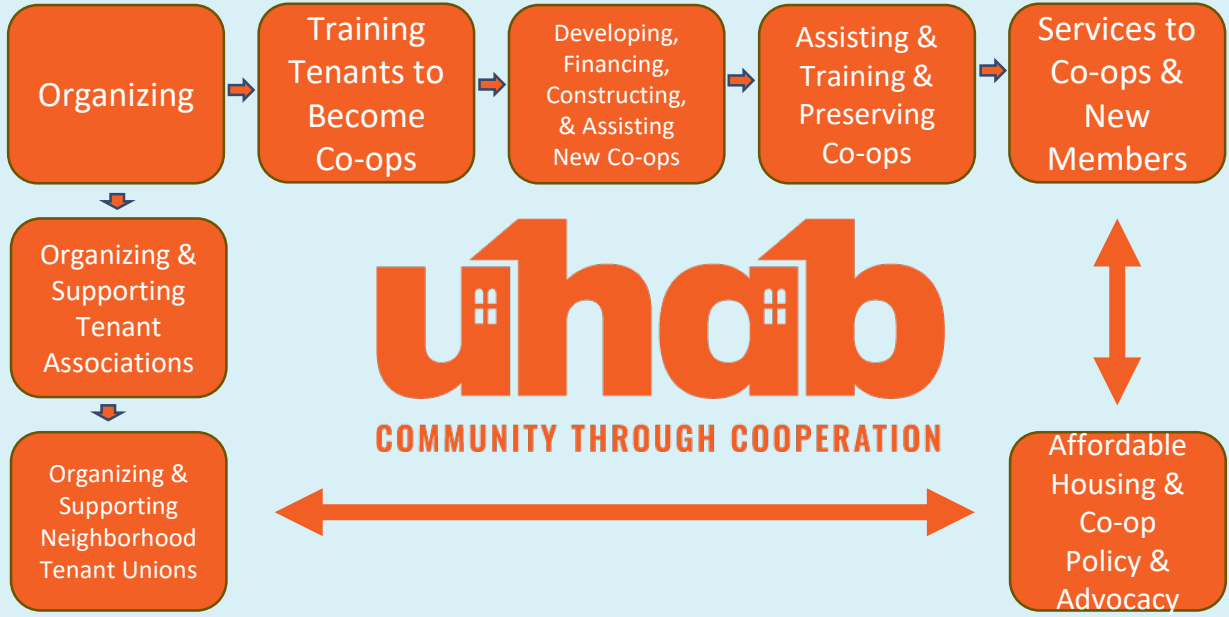 Organizing
Training
Tenants to
Become
Co-ops
Developing,
Financing,
Constructing,
& Assisting
New Co-ops
Assisting &
Training &
Preserving
Co-ops
Services to
Co-ops &
New
Members
Organizing &
Supporting
Tenant
Associations
uhab
COMMUNITY THROUGH COOPERATION
Organizing &
Supporting
Neighborhood
Tenant Unions
Affordable
Housing &
Co-op
Policy &
Advocacy